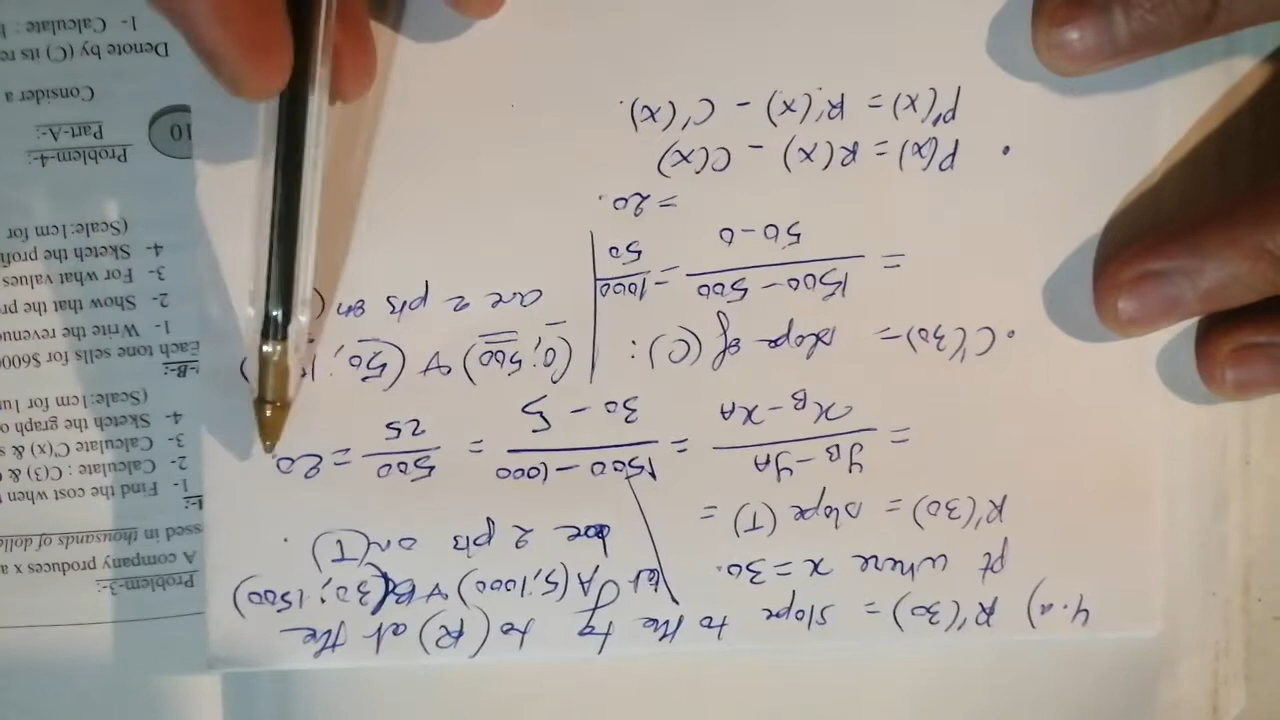 4.a) R'(30) = slope to the tg to (R) at the
pt where x = 30.
let A(5;1000) & B(30; 1500)
are 2 pts on (T).
R'(30) = slope (T) =
= yB - yA / xB - xA = 1500 - 1000 / 30 - 5 = 500 / 25 = 20.
• C'(30) = slope of (C):
(0; 500) & (50;
are 2 pts on (
= 1500 - 500 / 50 - 0 = 1000 / 50
= 20.
• P(x) = R(x) - C(x)
P'(x) = R'(x) - C'(x).
Problem-3-:
A company produces x
ssed in thousands of dolla
1- Find the cost when
2- Calculate : C(3) &
3- Calculate C'(x) & s
4- Sketch the graph o
(Scale:1cm for
-B-:
Each tone sells for $6000
1- Write the revenue
2- Show that the pr
3- For what values
4- Sketch the profi
(Scale:1cm for
Problem-4-:
Part-A-:
10
Consider a
Denote by (C) its re
1- Calculate :